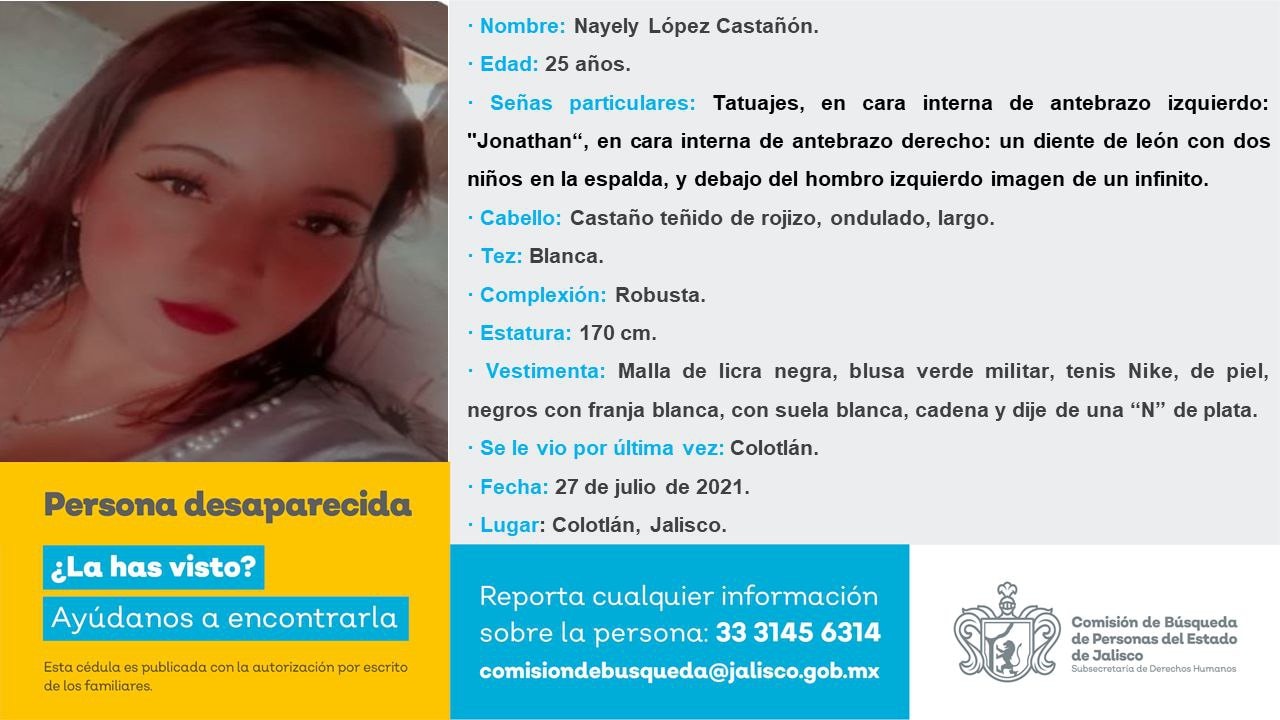 · Nombre: Nayely López Castañón.
· Edad: 25 años.
· Señas particulares: Tatuajes, en cara interna de antebrazo izquierdo:
"Jonathan“, en cara interna de antebrazo derecho: un diente de león con dos
niños en la espalda, y debajo del hombro izquierdo imagen de un infinito.
· Cabello: Castaño teñido de rojizo, ondulado, largo.
· Tez: Blanca.
· Complexión: Robusta.
· Estatura: 170 cm.
· Vestimenta: Malla de licra negra, blusa verde militar, tenis Nike, de piel,
negros con franja blanca, con suela blanca, cadena y dije de una “N” de plata.
· Se le vio por última vez: Colotlán.
· Fecha: 27 de julio de 2021.
· Lugar: Colotlán, Jalisco.
Persona desaparecida
¿La has visto?
Ayúdanos a encontrarla
Esta cédula es publicada con la autorización por escrito
de los familiares.
Reporta cualquier información
sobre la persona: 33 3145 6314
comisiondebusqueda@jalisco.gob.mx
Comisión de Búsqueda
de Personas del Estado
de Jalisco
Subsecretaría de Derechos Humanos